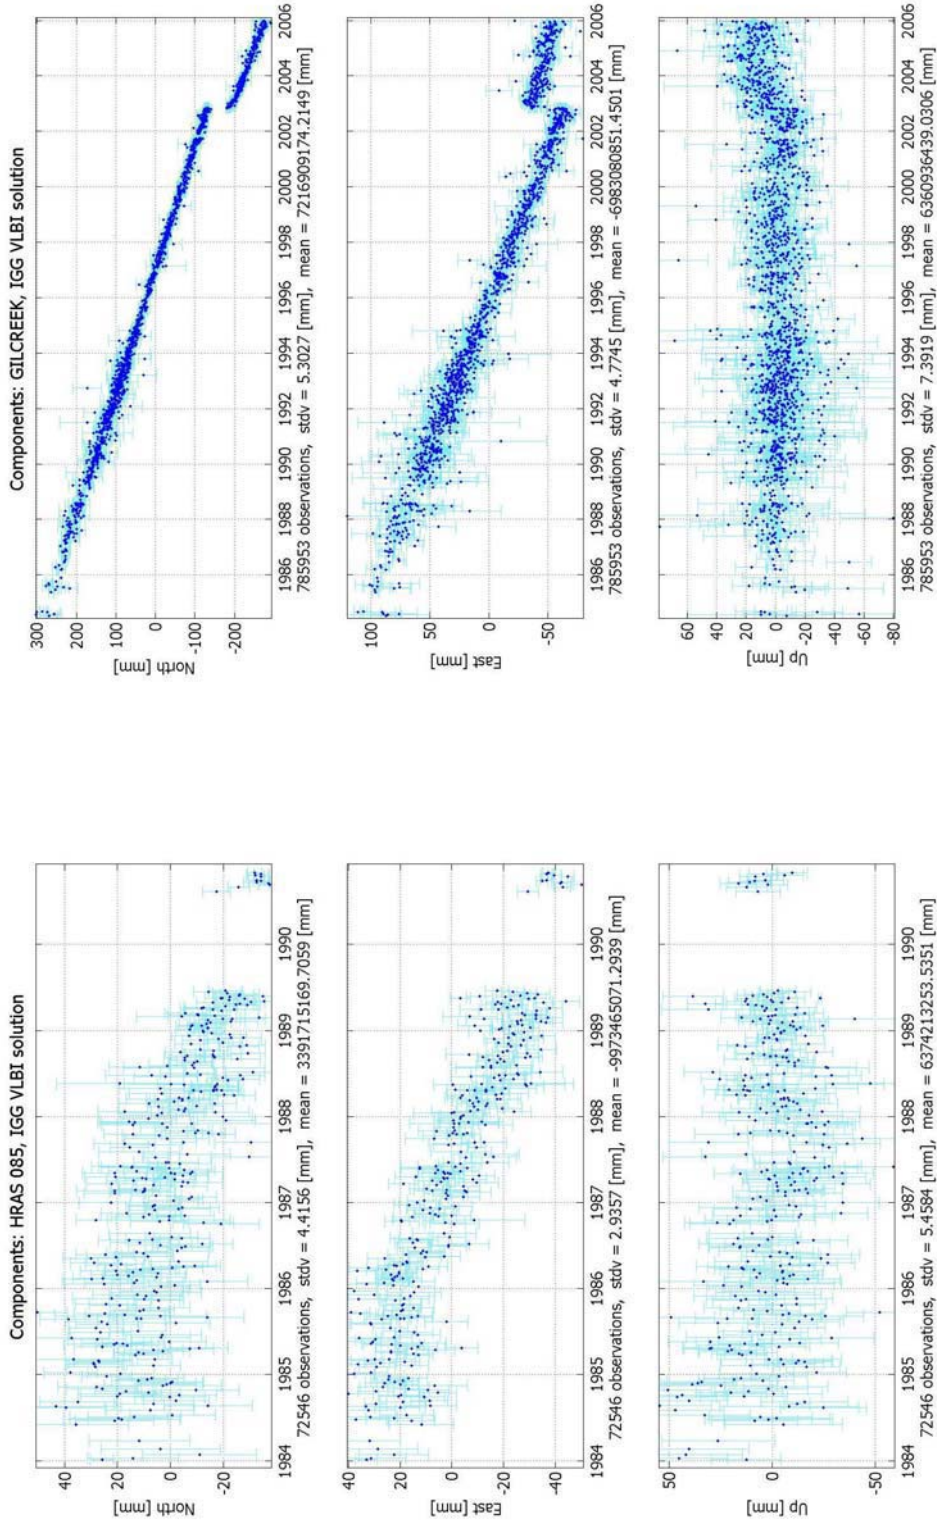 Components: HRAS 085, IGG VLBI solution
North [mm]
40
20
0
-20
1984 1985 1986 1987 1988 1989 1990
72546 observations, stdv = 4.4156 [mm], mean = 3391715169.7059 [mm]
East [mm]
40
20
0
-20
-40
1984 1985 1986 1987 1988 1989 1990
72546 observations, stdv = 2.9357 [mm], mean = -9973465071.2939 [mm]
Up [mm]
50
0
-50
1984 1985 1986 1987 1988 1989 1990
72546 observations, stdv = 5.4584 [mm], mean = 6374213253.5351 [mm]
Components: GILCREEK, IGG VLBI solution
North [mm]
300
200
100
0
-100
-200
1986 1988 1990 1992 1994 1996 1998 2000 2002 2004 2006
785953 observations, stdv = 5.3027 [mm], mean = 7216909174.2149 [mm]
East [mm]
100
50
0
-50
1986 1988 1990 1992 1994 1996 1998 2000 2002 2004 2006
785953 observations, stdv = 4.7745 [mm], mean = -6983080851.4501 [mm]
Up [mm]
60
40
20
0
-20
-40
-60
-80
1986 1988 1990 1992 1994 1996 1998 2000 2002 2004 2006
785953 observations, stdv = 7.3919 [mm], mean = 6360936439.0306 [mm]